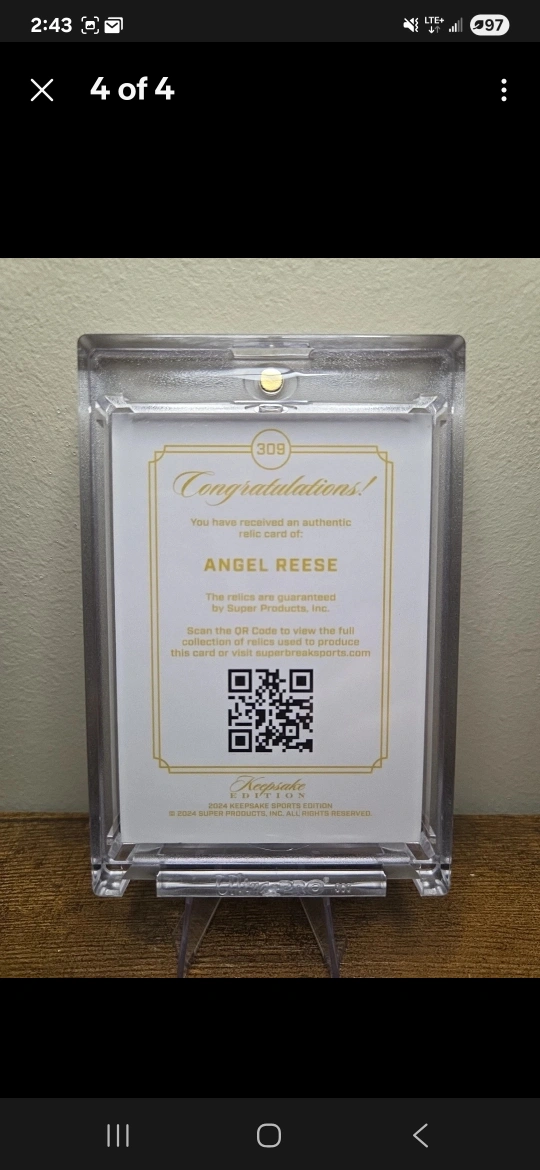 2:43
LTE+
97
4 of 4
309
Congratulations!
You have received an authentic
relic card of:
ANGEL REESE
The relics are guaranteed
by Super Products, Inc.
Scan the QR Code to view the full
collection of relics used to produce
this card or visit superbreaksports.com
Keepsake
EDITION
2024 KEEPSAKE SPORTS EDITION
© 2024 SUPER PRODUCTS, INC. ALL RIGHTS RESERVED.
Ultra PRO